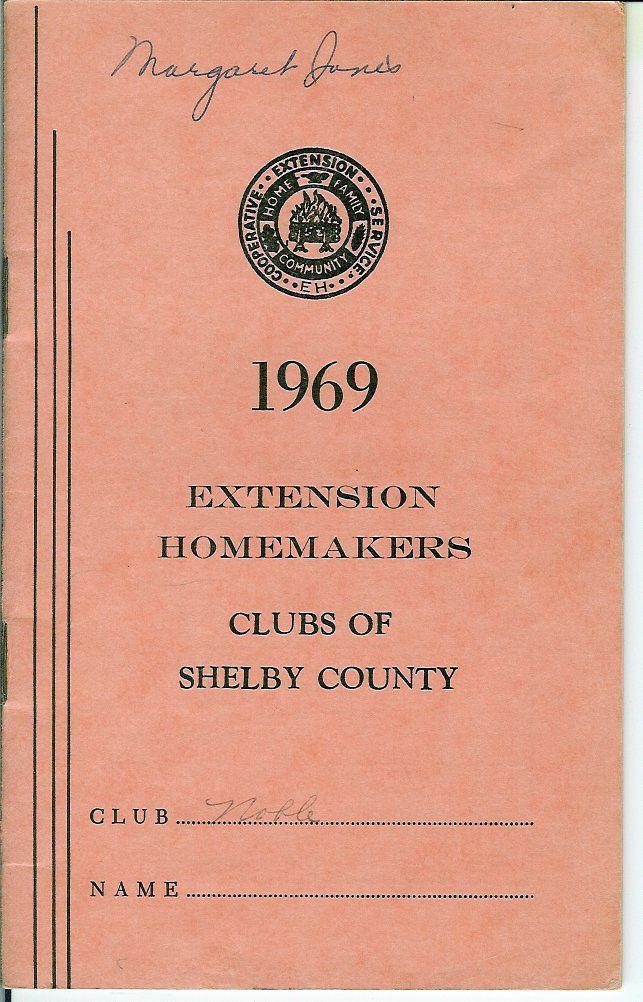 Margaret Jones
COOPERATIVE • EXTENSION • SERVICE • EH
HOME FAMILY COMMUNITY
1969
EXTENSION
HOMEMAKERS
CLUBS OF
SHELBY COUNTY
CLUB Noble
NAME